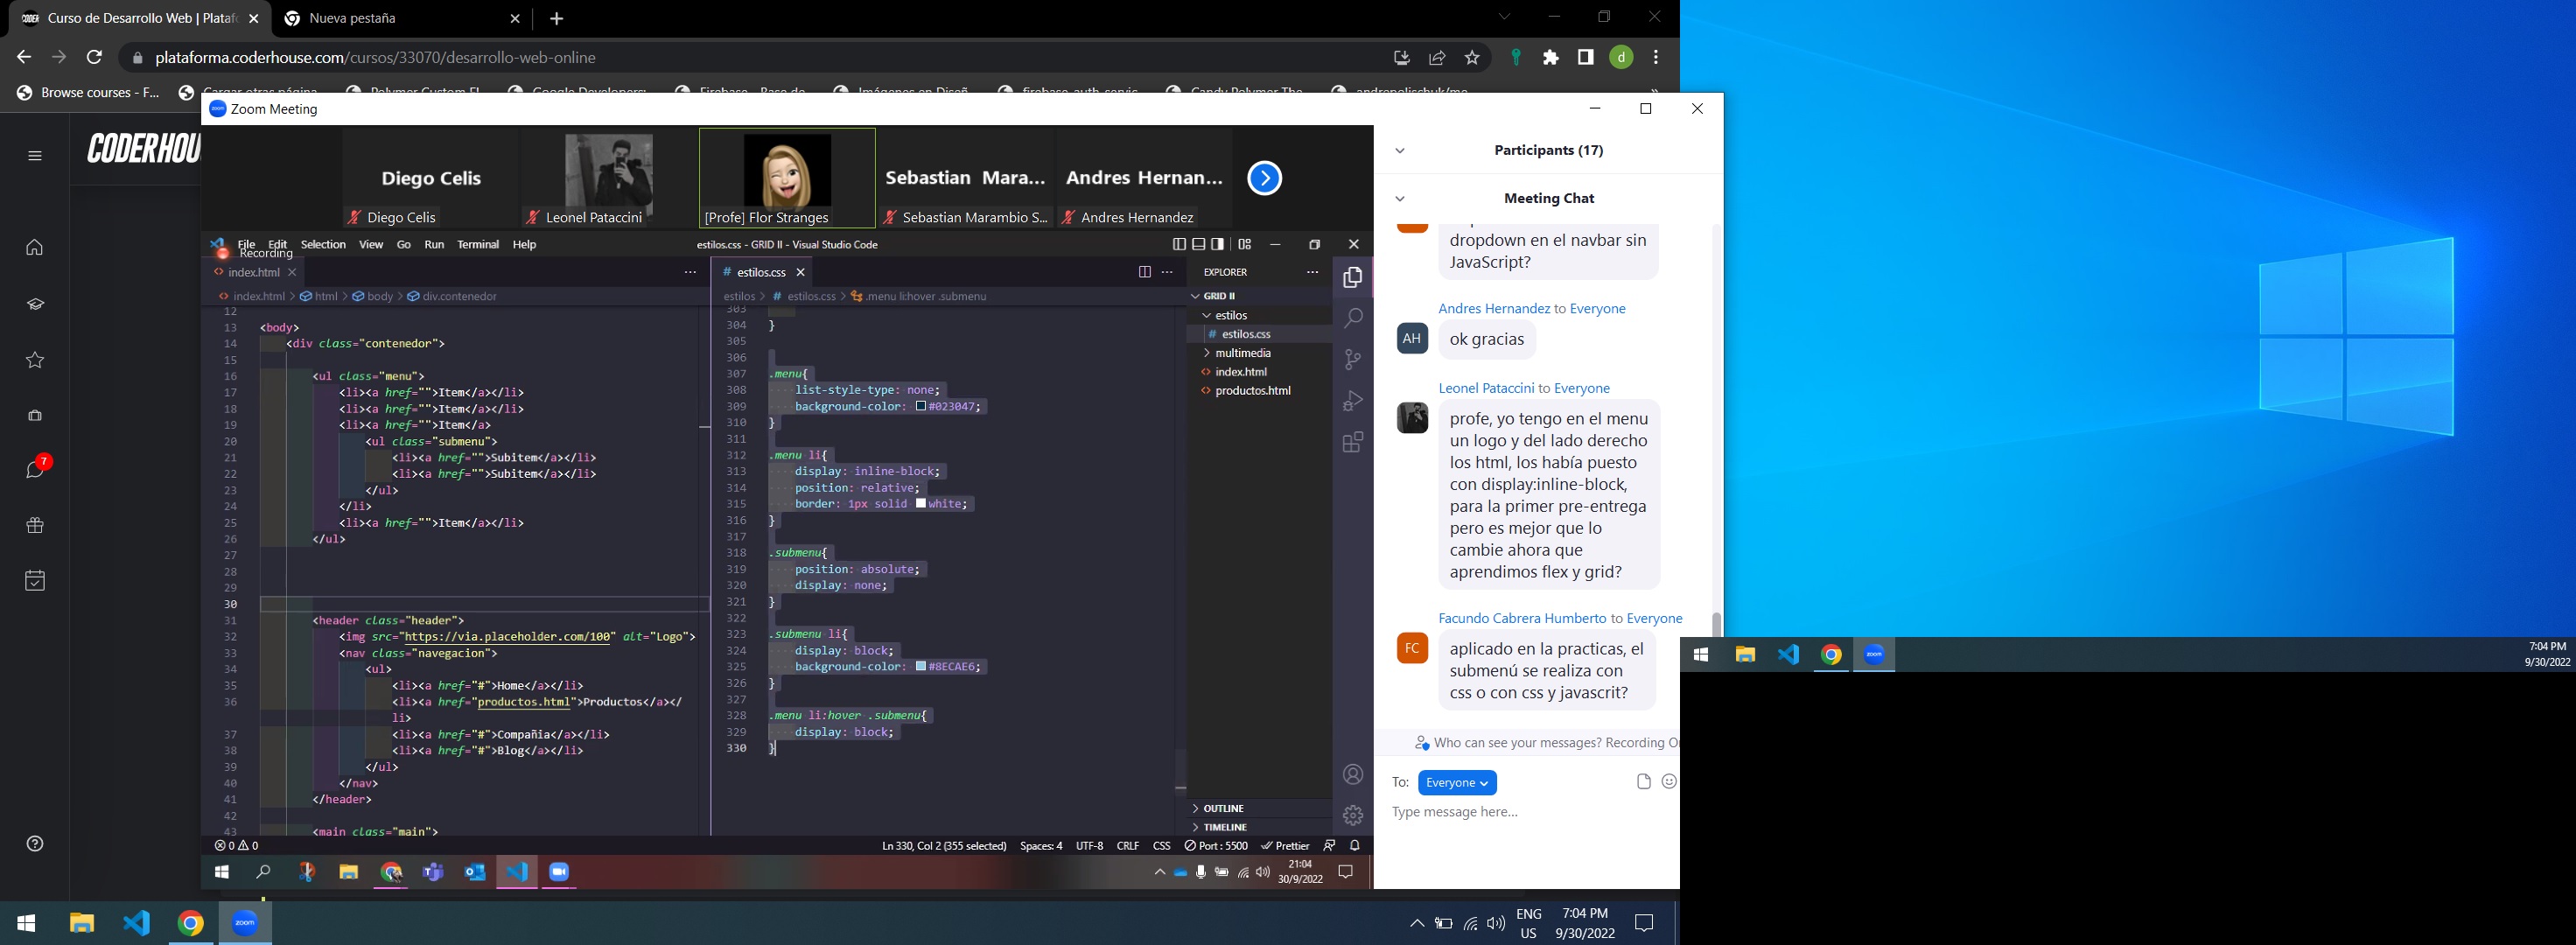 Curso de Desarrollo Web | Plataf
Nueva pestaña
plataforma.coderhouse.com/cursos/33070/desarrollo-web-online
d
Browse courses - F...
Cargar otras página
Polymer Custom El
Google Developers:
Firebase - Base de
Imágenes en Diseñ
firebase-auth-servic
Candy Polymer The
andrepolischuk/me
»
CODERHOU
7
zoom
Zoom Meeting
Diego Celis
Sebastian Mara...
Andres Hernan...
Diego Celis
Leonel Pataccini
[Profe] Flor Stranges
Sebastian Marambio S...
Andres Hernandez
File Edit Selection View Go Run Terminal Help
estilos.css - GRID II - Visual Studio Code
Recording
index.html
index.html > html > body > div.contenedor
12
13 <body>
14 <div class="contenedor">
15
16 <ul class="menu">
17 <li><a href="">Item</a></li>
18 <li><a href="">Item</a></li>
19 <li><a href="">Item</a>
20 <ul class="submenu">
21 <li><a href="">Subitem</a></li>
22 <li><a href="">Subitem</a></li>
23 </ul>
24 </li>
25 <li><a href="">Item</a></li>
26 </ul>
27
28
29
30
31 <header class="header">
32 <img src="https://via.placeholder.com/100" alt="Logo">
33 <nav class="navegacion">
34 <ul>
35 <li><a href="#">Home</a></li>
36 <li><a href="productos.html">Productos</a></
li>
37 <li><a href="#">Compañia</a></li>
38 <li><a href="#">Blog</a></li>
39 </ul>
40 </nav>
41 </header>
42
43 <main class="main">
# estilos.css
estilos > # estilos.css > .menu li:hover .submenu
303
304 }
305
306
307 .menu{
308 list-style-type: none;
309 background-color: #023047;
310 }
311
312 .menu li{
313 display: inline-block;
314 position: relative;
315 border: 1px solid white;
316 }
317
318 .submenu{
319 position: absolute;
320 display: none;
321 }
322
323 .submenu li{
324 display: block;
325 background-color: #8ECAE6;
326 }
327
328 .menu li:hover .submenu{
329 display: block;
330 }
EXPLORER
GRID II
estilos
# estilos.css
multimedia
index.html
productos.html
OUTLINE
TIMELINE
0 0
Ln 330, Col 2 (355 selected) Spaces: 4 UTF-8 CRLF CSS Port : 5500 Prettier
21:04
30/9/2022
Participants (17)
Meeting Chat
dropdown en el navbar sin
JavaScript?
Andres Hernandez to Everyone
AH
ok gracias
Leonel Pataccini to Everyone
profe, yo tengo en el menu
un logo y del lado derecho
los html, los había puesto
con display:inline-block,
para la primer pre-entrega
pero es mejor que lo
cambie ahora que
aprendimos flex y grid?
Facundo Cabrera Humberto to Everyone
FC
aplicado en la practicas, el
submenú se realiza con
css o con css y javascrit?
Who can see your messages? Recording O
To: Everyone
Type message here...
zoom
ENG
US
7:04 PM
9/30/2022
zoom
7:04 PM
9/30/2022